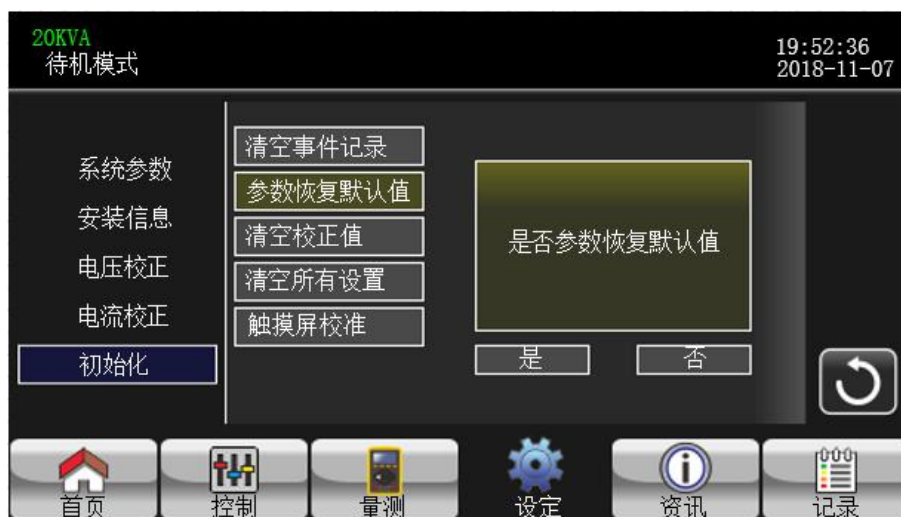 20KVA
待机模式
19:52:36
2018-11-07
系统参数
安装信息
电压校正
电流校正
初始化
清空事件记录
参数恢复默认值
清空校正值
清空所有设置
触摸屏校准
是否参数恢复默认值
是
否
首页
控制
量测
设定
资讯
记录